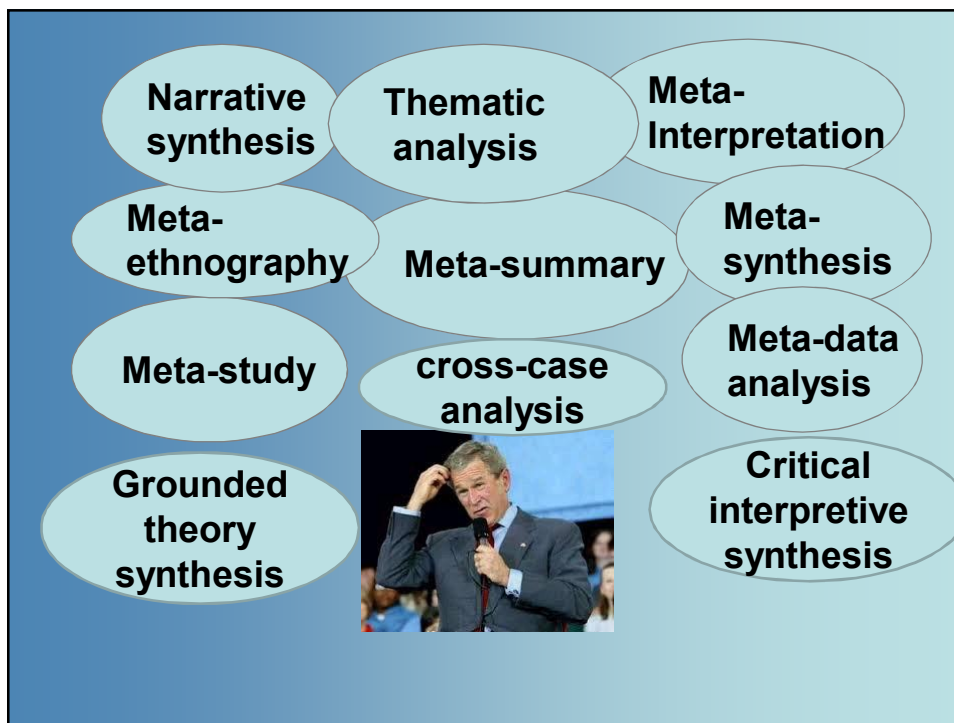 Narrative
synthesis
Thematic
analysis
Meta-
Interpretation
Meta-
ethnography
Meta-summary
Meta-
synthesis
Meta-study
cross-case
analysis
Meta-data
analysis
Grounded
theory
synthesis
Critical
interpretive
synthesis